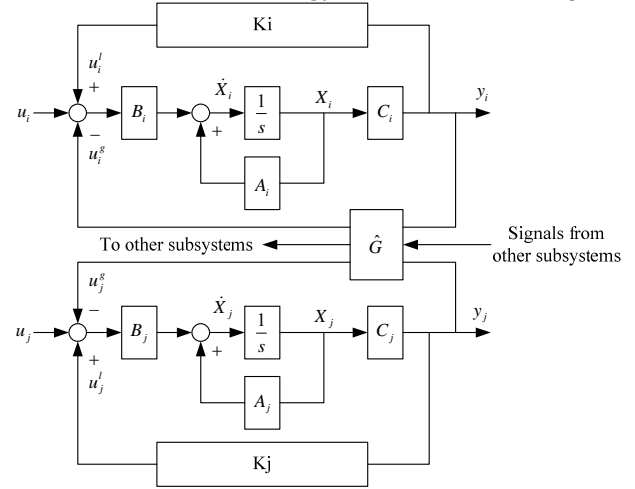 Ki
u_i^l
+
Ẋ_i
X_i
y_i
u_i
B_i
1/s
C_i
−
+
u_i^g
A_i
To other subsystems
Ĝ
Signals from
other subsystems
u_j^g
−
Ẋ_j
X_j
y_j
u_j
B_j
1/s
C_j
+
+
u_j^l
A_j
Kj